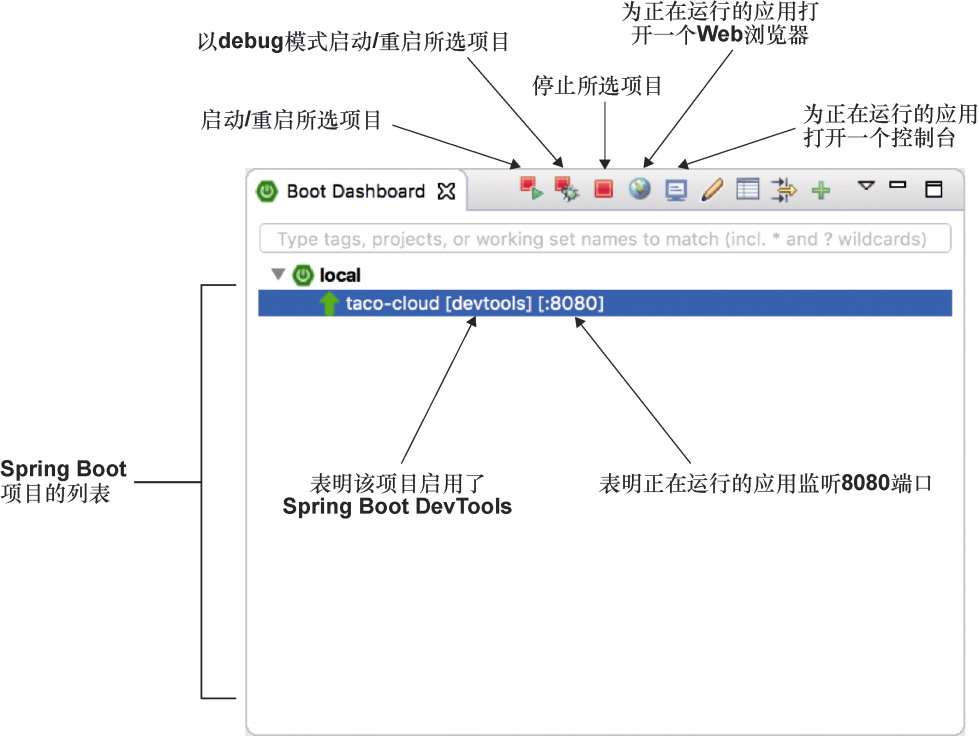 为正在运行的应用打
开一个Web浏览器
以debug模式启动/重启所选项目
停止所选项目
启动/重启所选项目
为正在运行的应用
打开一个控制台
Boot Dashboard
Type tags, projects, or working set names to match (incl. * and ? wildcards)
local
taco-cloud [devtools] [:8080]
Spring Boot
项目的列表
表明该项目启用了
Spring Boot DevTools
表明正在运行的应用监听8080端口